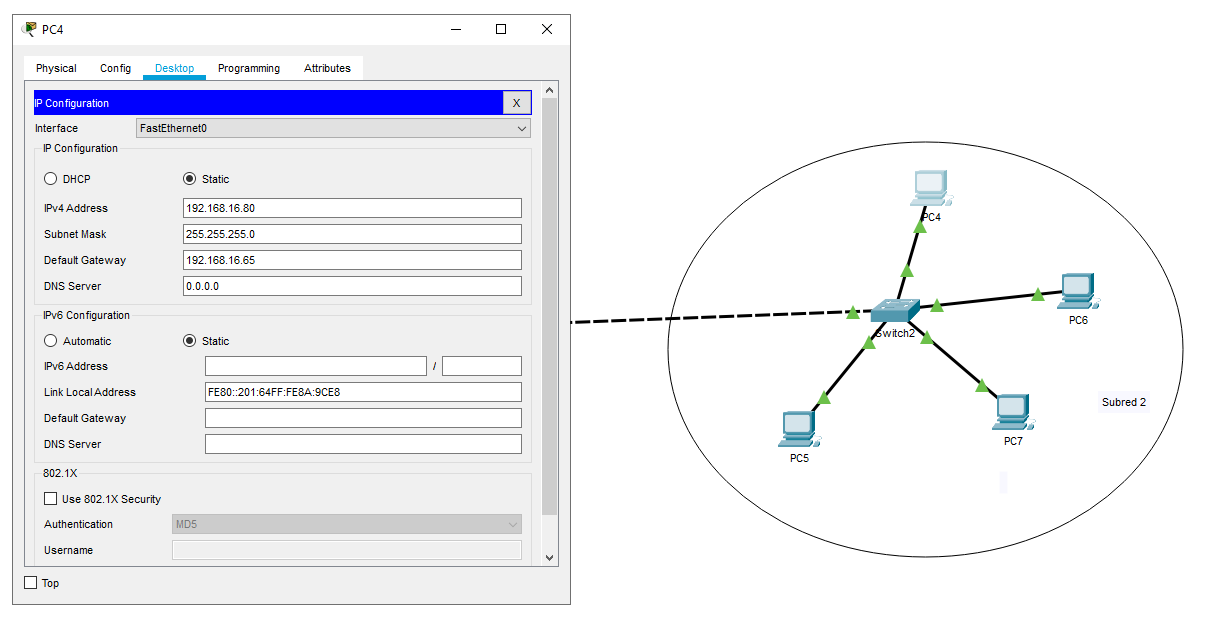 PC4
Physical Config Desktop Programming Attributes
IP Configuration X
Interface FastEthernet0
IP Configuration
DHCP Static
IPv4 Address 192.168.16.80
Subnet Mask 255.255.255.0
Default Gateway 192.168.16.65
DNS Server 0.0.0.0
IPv6 Configuration
Automatic Static
IPv6 Address /
Link Local Address FE80::201:64FF:FE8A:9CE8
Default Gateway
DNS Server
802.1X
Use 802.1X Security
Authentication MD5
Username
Top
PC4
PC6
Switch2
Subred 2
PC7
PC5